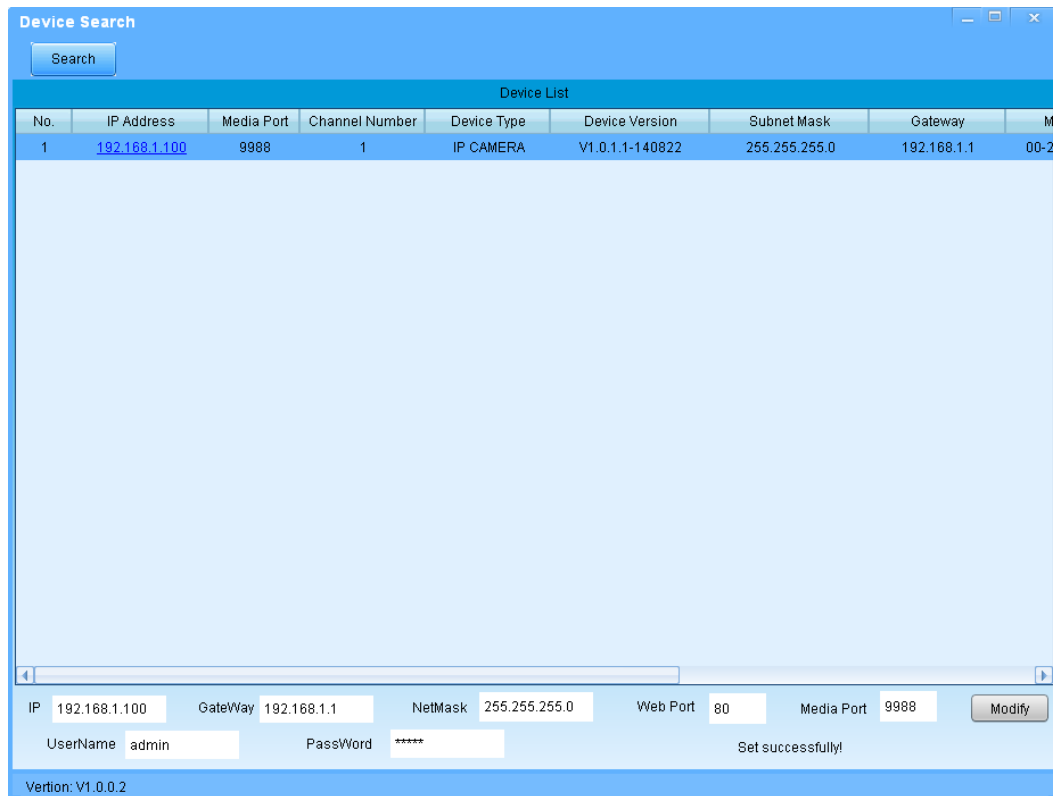 Device Search
Search
Device List
No. IP Address Media Port Channel Number Device Type Device Version Subnet Mask Gateway M
1 192.168.1.100 9988 1 IP CAMERA V1.0.1.1-140822 255.255.255.0 192.168.1.1 00-2
IP 192.168.1.100 GateWay 192.168.1.1 NetMask 255.255.255.0 Web Port 80 Media Port 9988 Modify
UserName admin PassWord ***** Set successfully!
Vertion: V1.0.0.2